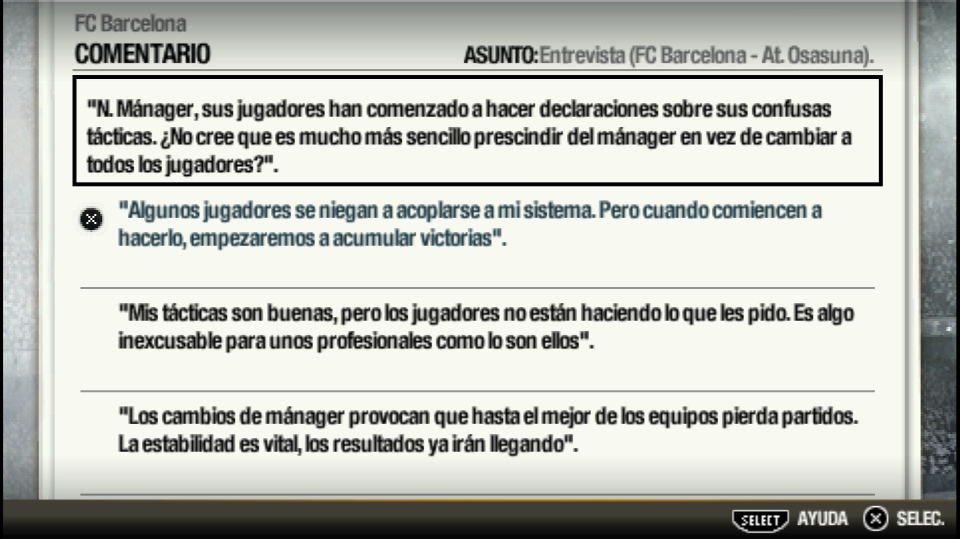 FC Barcelona
COMENTARIO
ASUNTO:Entrevista (FC Barcelona - At. Osasuna).
"N. Mánager, sus jugadores han comenzado a hacer declaraciones sobre sus confusas
tácticas. ¿No cree que es mucho más sencillo prescindir del mánager en vez de cambiar a
todos los jugadores?".
"Algunos jugadores se niegan a acoplarse a mi sistema. Pero cuando comiencen a
hacerlo, empezaremos a acumular victorias".
"Mis tácticas son buenas, pero los jugadores no están haciendo lo que les pido. Es algo
inexcusable para unos profesionales como lo son ellos".
"Los cambios de mánager provocan que hasta el mejor de los equipos pierda partidos.
La estabilidad es vital, los resultados ya irán llegando".
SELECT AYUDA SELEC.